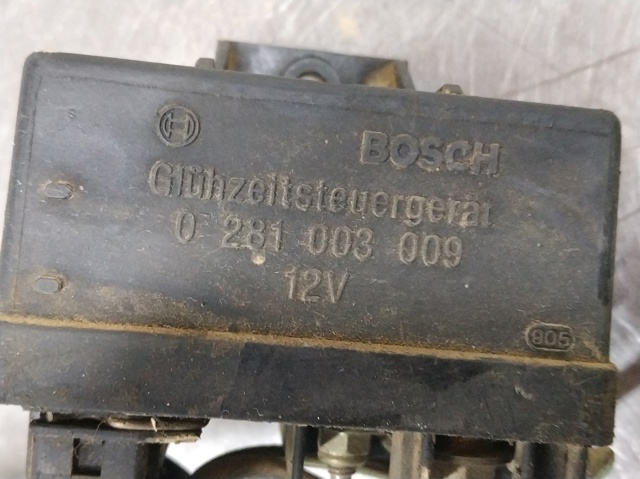 BOSCH
Glühzeitsteuergerät
0 281 003 009
12V
905